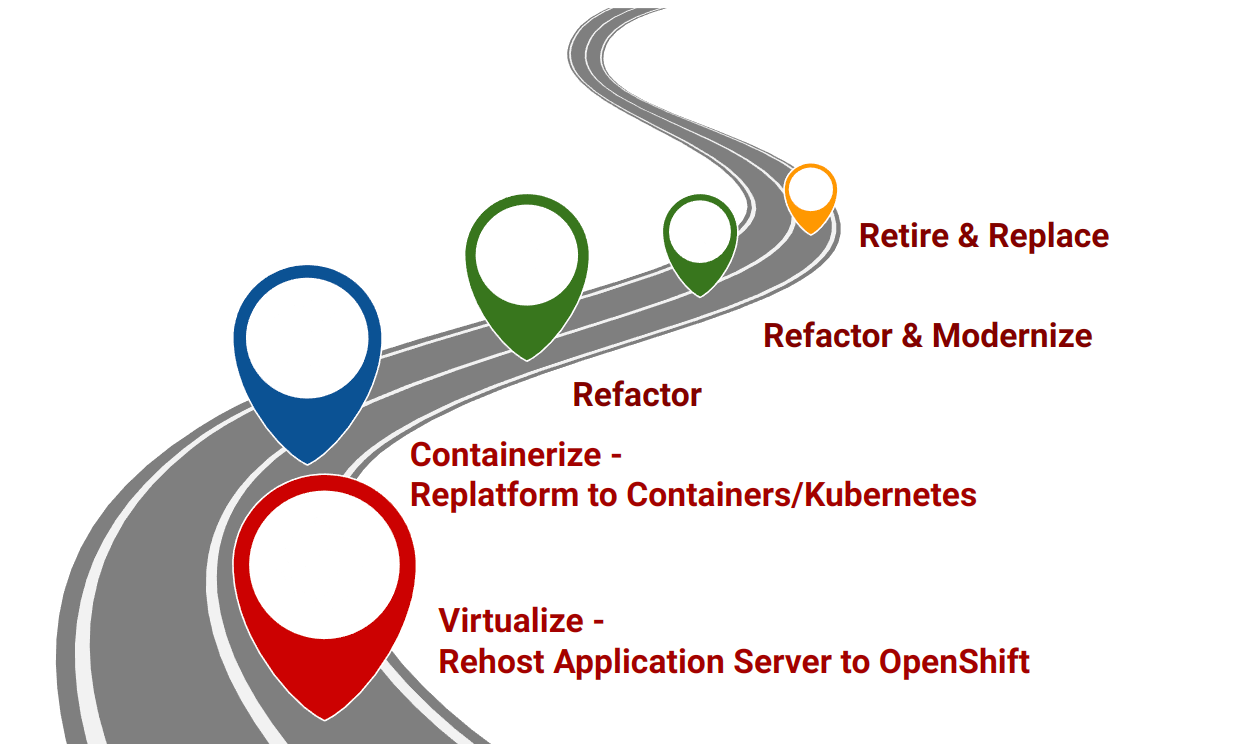 Retire & Replace
Refactor & Modernize
Refactor
Containerize -
Replatform to Containers/Kubernetes
Virtualize -
Rehost Application Server to OpenShift